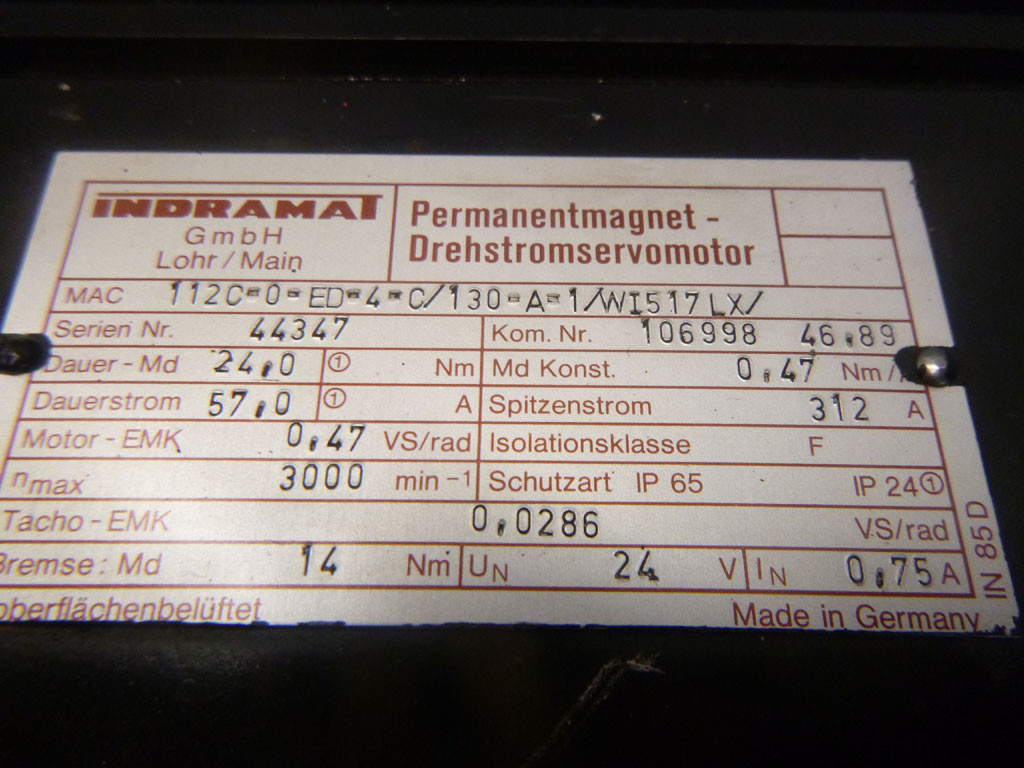 INDRAMAT
GmbH
Lohr / Main
Permanentmagnet -
Drehstromservomotor
MAC 112C-0-ED-4-C/130-A-1/WI517LX/
Serien Nr. 44347 Kom. Nr. 106998 46.89
Dauer - Md 24,0 ① Nm Md Konst. 0,47 Nm /
Dauerstrom 57,0 ① A Spitzenstrom 312 A
Motor - EMK 0,47 VS/rad Isolationsklasse F
nmax 3000 min -1 Schutzart IP 65 IP 24①
Tacho - EMK 0,0286 VS/rad
Bremse: Md 14 Nm UN 24 V IN 0,75 A
oberflächenbelüftet Made in Germany
IN 85D